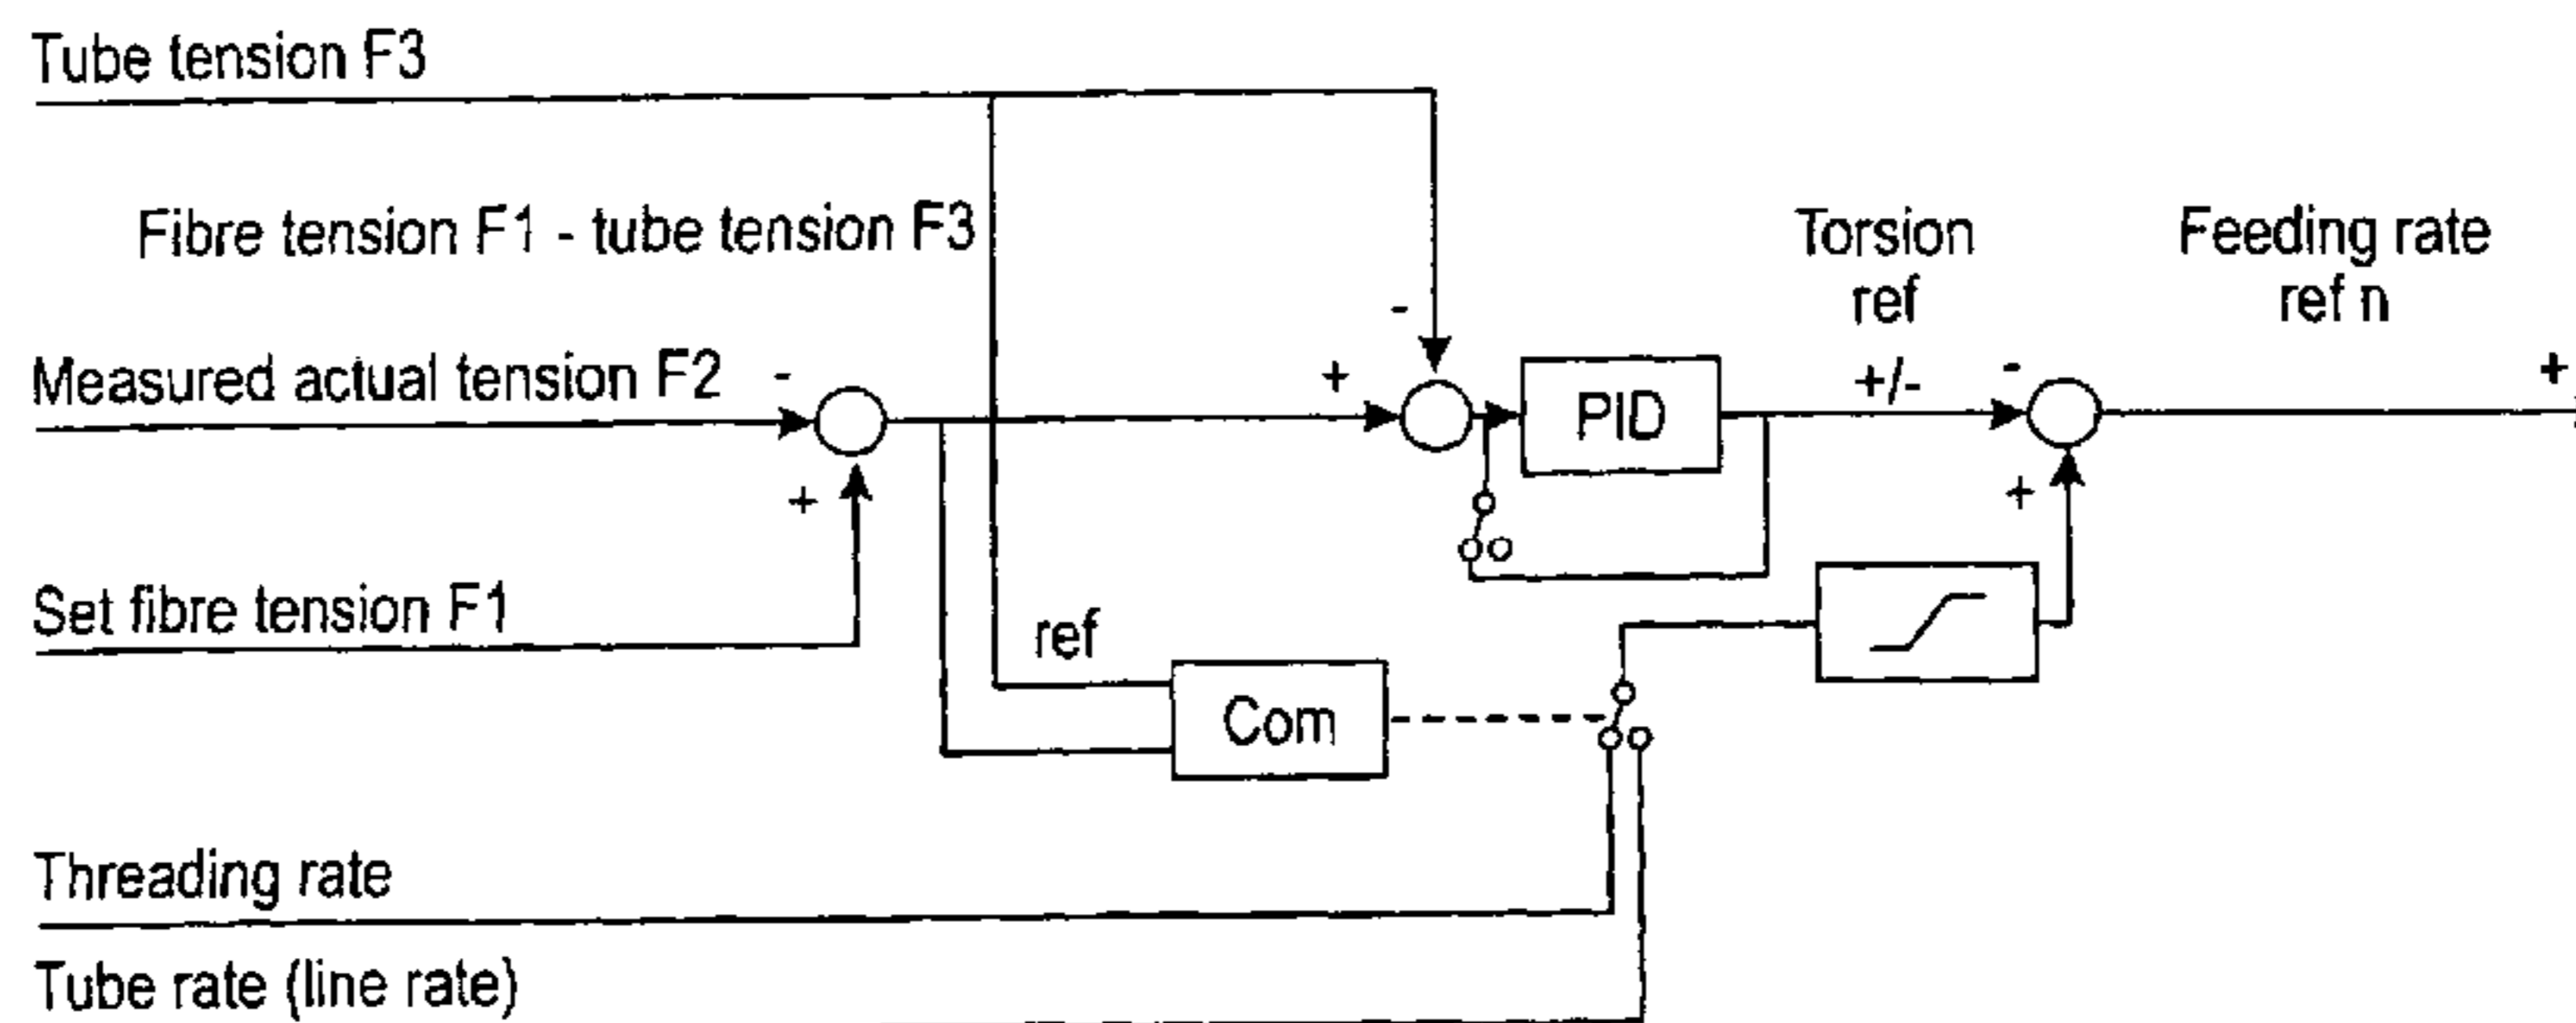 Tube tension F3
Fibre tension F1 - tube tension F3
Torsion
ref
+/-
Feeding rate
ref n
Measured actual tension F2
-
+
-
+
PID
-
+
+
Set fibre tension F1
ref
Com
Threading rate
Tube rate (line rate)